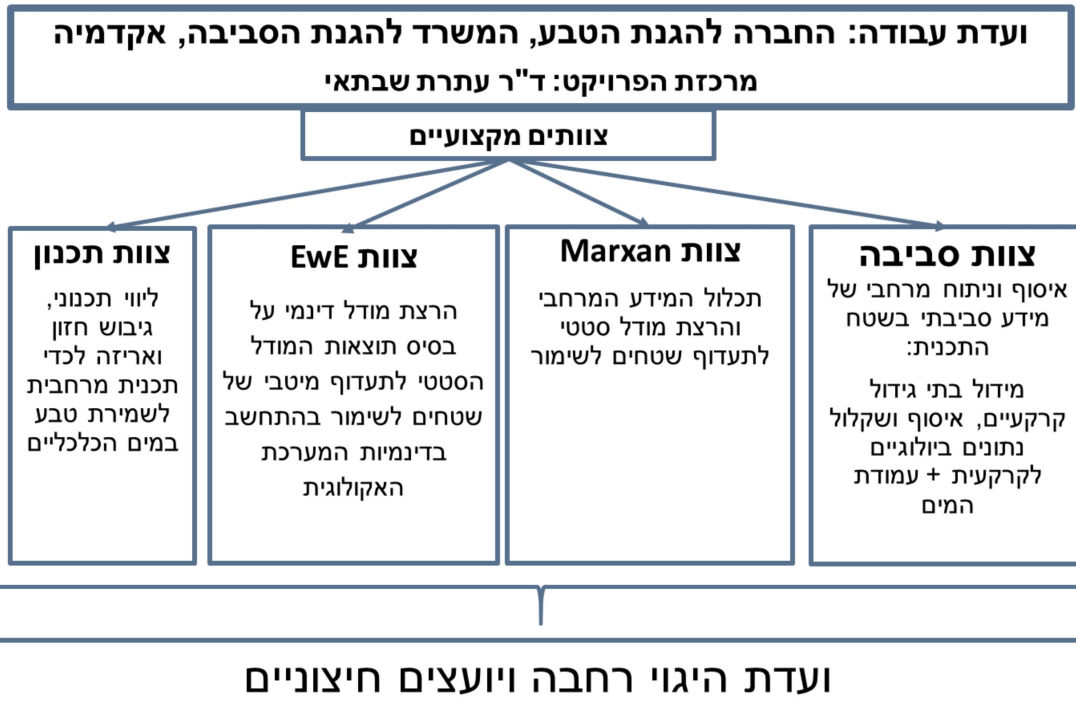 ועדת עבודה: החברה להגנת הטבע, המשרד להגנת הסביבה, אקדמיה
מרכזת הפרויקט: ד"ר עתרת שבתאי
צוותים מקצועיים
צוות סביבה
איסוף וניתוח מרחבי של
מידע סביבתי בשטח
התכנית:
מידול בתי גידול
קרקעיים, איסוף ושקלול
נתונים ביולוגיים
לקרקעית + עמודת
המים
צוות Marxan
תכלול המידע המרחבי
והרצת מודל סטטי
לתעדוף שטחים לשימור
צוות EwE
הרצת מודל דינמי על
בסיס תוצאות המודל
הסטטי לתעדוף מיטבי של
שטחים לשימור בהתחשב
בדינמיות המערכת
האקולוגית
צוות תכנון
ליווי תכנוני,
גיבוש חזון
ואריזה לכדי
תכנית מרחבית
לשמירת טבע
במים הכלכליים
ועדת היגוי רחבה ויועצים חיצוניים